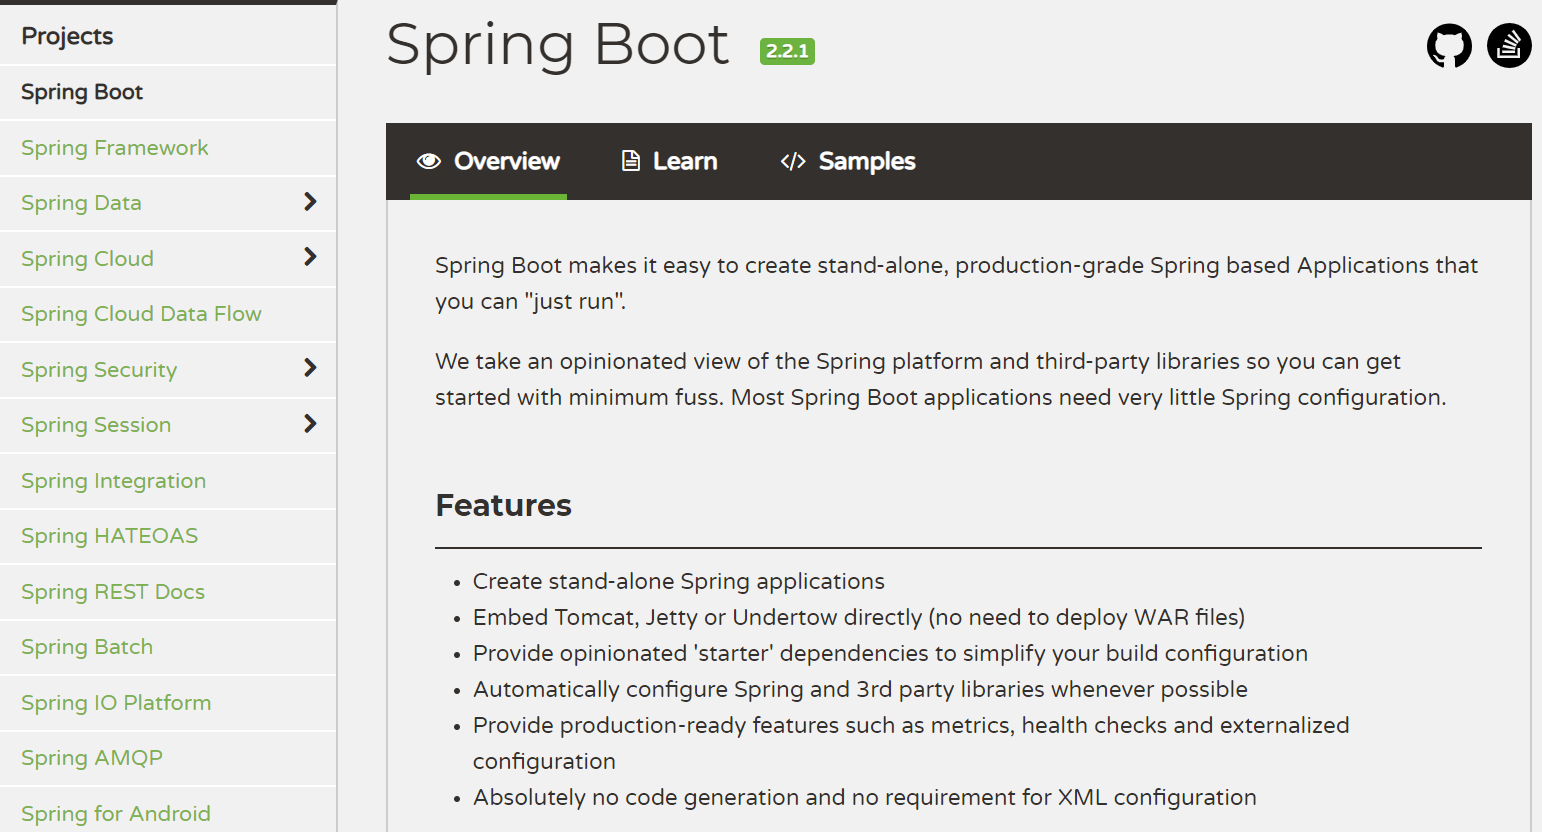 Projects
Spring Boot
Spring Framework
Spring Data
Spring Cloud
Spring Cloud Data Flow
Spring Security
Spring Session
Spring Integration
Spring HATEOAS
Spring REST Docs
Spring Batch
Spring IO Platform
Spring AMQP
Spring for Android
Spring Boot 2.2.1
Overview Learn Samples
Spring Boot makes it easy to create stand-alone, production-grade Spring based Applications that
you can "just run".
We take an opinionated view of the Spring platform and third-party libraries so you can get
started with minimum fuss. Most Spring Boot applications need very little Spring configuration.
Features
• Create stand-alone Spring applications
• Embed Tomcat, Jetty or Undertow directly (no need to deploy WAR files)
• Provide opinionated 'starter' dependencies to simplify your build configuration
• Automatically configure Spring and 3rd party libraries whenever possible
• Provide production-ready features such as metrics, health checks and externalized
configuration
• Absolutely no code generation and no requirement for XML configuration